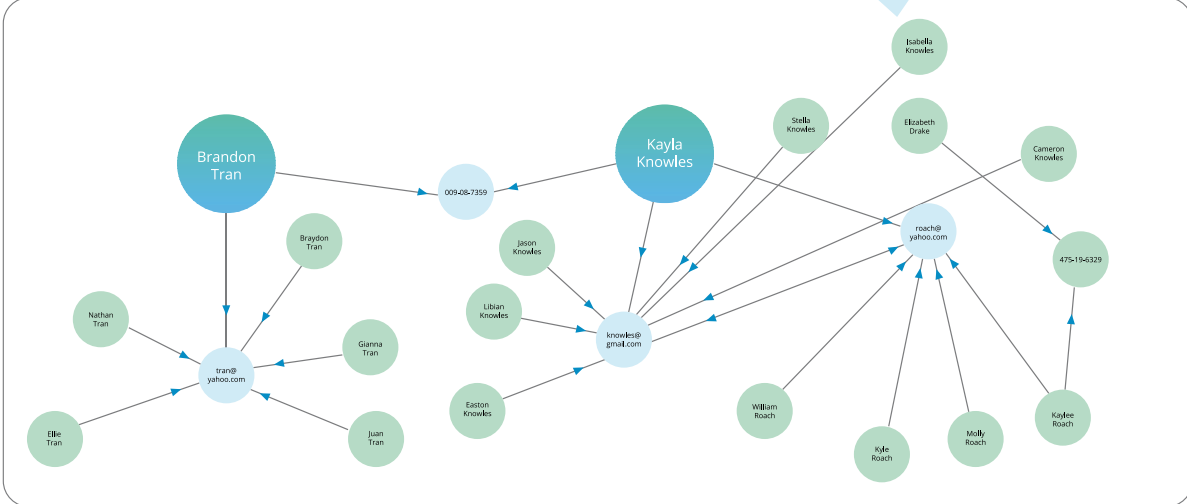 Isabella
Knowles
Stella
Knowles
Elizabeth
Drake
Cameron
Knowles
Brandon
Tran
Kayla
Knowles
009-08-7359
Braydon
Tran
Jason
Knowles
roach@
yahoo.com
475-19-6329
Nathan
Tran
Libian
Knowles
Gianna
Tran
knowles@
gmail.com
tran@
yahoo.com
Ellie
Tran
Juan
Tran
Easton
Knowles
William
Roach
Kyle
Roach
Molly
Roach
Kaylee
Roach